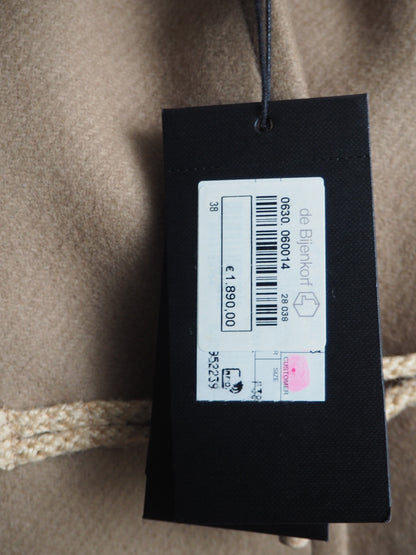 de Bijenkorf
0630. 060014
28 038
€ 1.890,00
38
CUSTOMER
SIZE
952239